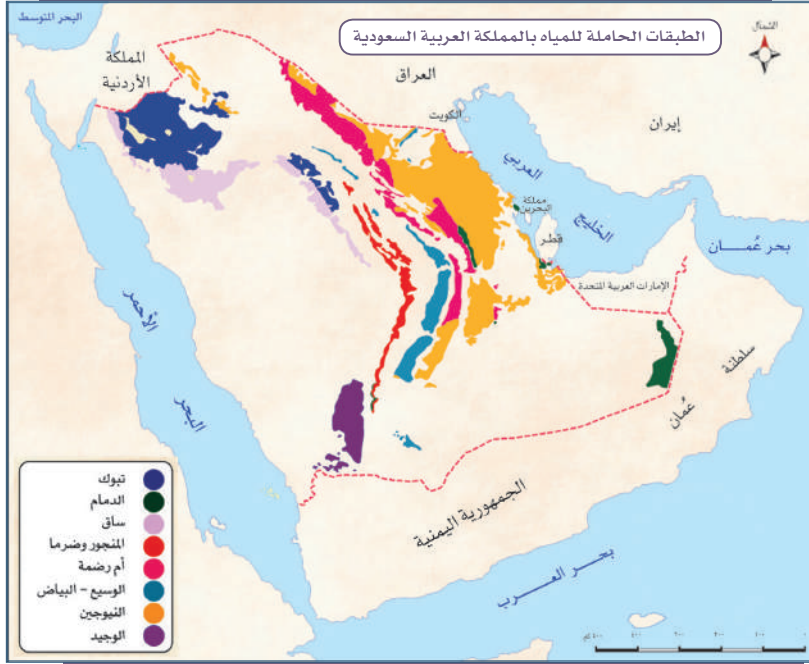 الطبقات الحاملة للمياه بالمملكة العربية السعودية
البحر المتوسط
الشمال
المملكة
الأردنية
العراق
الكويت
إيران
الخليج
العربي
مملكة
البحرين
قطر
بحر عُمـــان
الإمارات العربية المتحدة
سلطنة
عُمان
البحر
الأحمر
الجمهورية اليمنية
بحر العـــرب
تبوك
الدمام
ساق
المنجور وضرما
أم رضمة
الوسيع – البياض
النيوجين
الوجيد